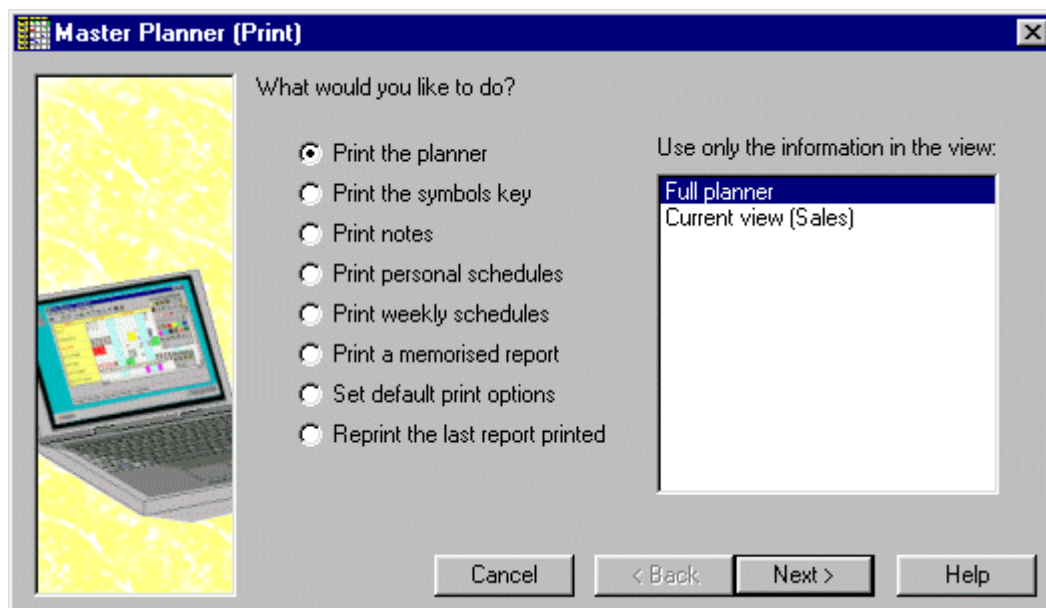 Master Planner (Print)
What would you like to do?
Print the planner
Print the symbols key
Print notes
Print personal schedules
Print weekly schedules
Print a memorised report
Set default print options
Reprint the last report printed
Use only the information in the view:
Full planner
Current view (Sales)
Cancel
< Back
Next >
Help